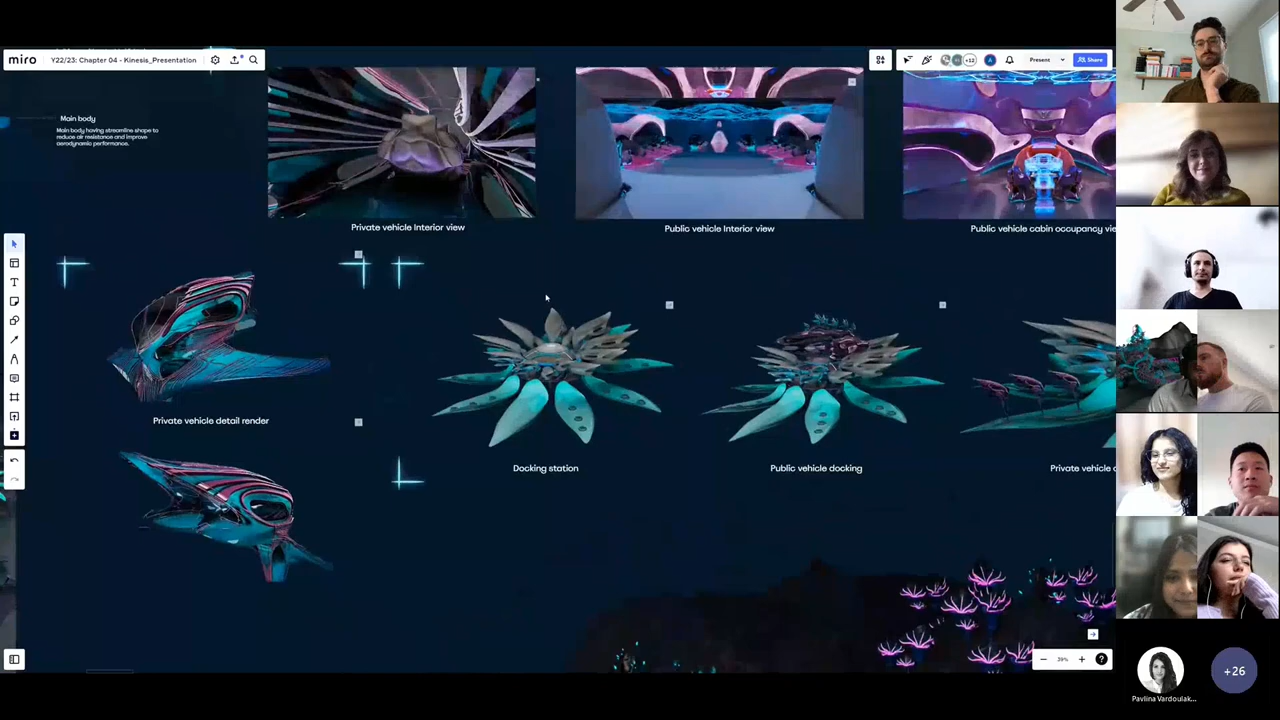 miro
Y22/23: Chapter 04 - Kinesis_Presentation
+12
A
Present
Share
Main body
Main body having streamline shape to
reduce air resistance and improve
aerodynamic performance.
Private vehicle Interior view
Public vehicle Interior view
Public vehicle cabin occupancy vie
Private vehicle detail render
Docking station
Public vehicle docking
Private vehicle d
39%
Pavlina Vardoulak...
+26